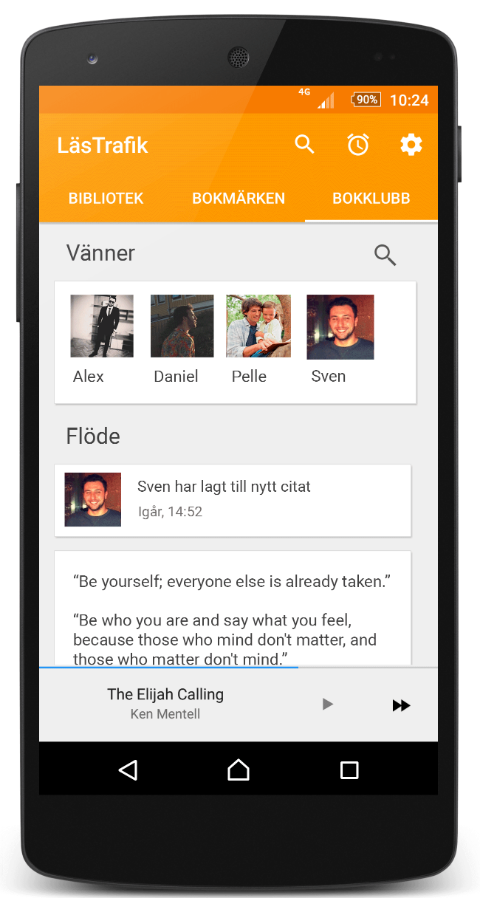 4G 90% 10:24
LäsTrafik
BIBLIOTEK BOKMÄRKEN BOKKLUBB
Vänner
Alex Daniel Pelle Sven
Flöde
Sven har lagt till nytt citat
Igår, 14:52
“Be yourself; everyone else is already taken.”
“Be who you are and say what you feel,
because those who mind don't matter, and
those who matter don't mind.”
The Elijah Calling
Ken Mentell